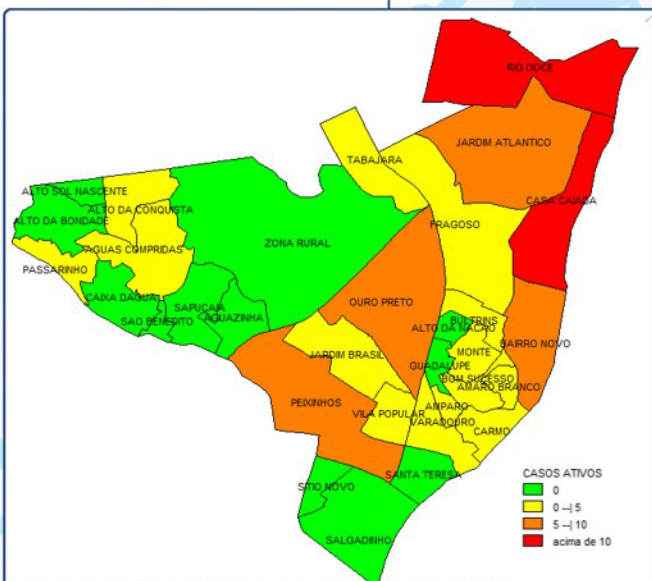 RIO DOCE
JARDIM ATLANTICO
TABAJARA
ALTO SOL NASCENTE
CASA CAIADA
ALTO DA CONQUISTA
ALTO DA BONDADE
FRAGOSO
ZONA RURAL
AGUAS COMPRIDAS
PASSARINHO
CAIXA DAGUA
OURO PRETO
SAPUCAIA
AGUAZINHA
SAO BENEDITO
BULTRINS
ALTO DA NACAO
BAIRRO NOVO
MONTE
JARDIM BRASIL
GUADALUPE
BOM SUCESSO
AMARO BRANCO
PEIXINHOS
VILA POPULAR
AMPARO
VARADOURO
CARMO
SANTA TERESA
SITIO NOVO
SALGADINHO
CASOS ATIVOS
0
0 --| 5
5 --| 10
acima de 10